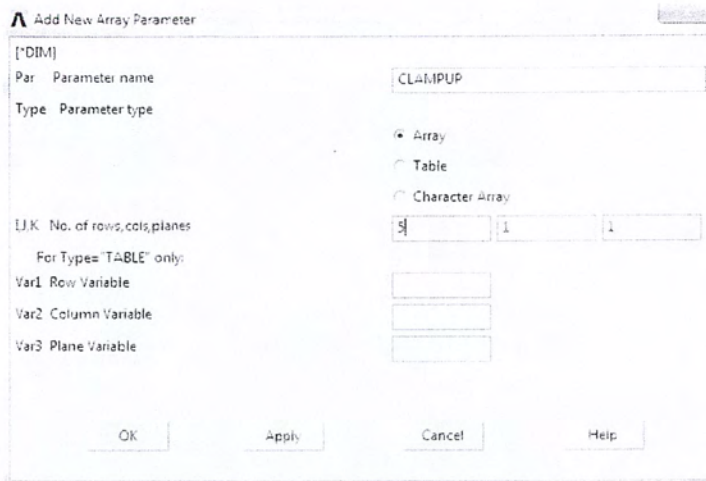 Add New Array Parameter
[*DIM]
Par Parameter name CLAMPUP
Type Parameter type
Array
Table
Character Array
I,J,K No. of rows,cols,planes 5 1 1
For Type="TABLE" only:
Var1 Row Variable
Var2 Column Variable
Var3 Plane Variable
OK Apply Cancel Help